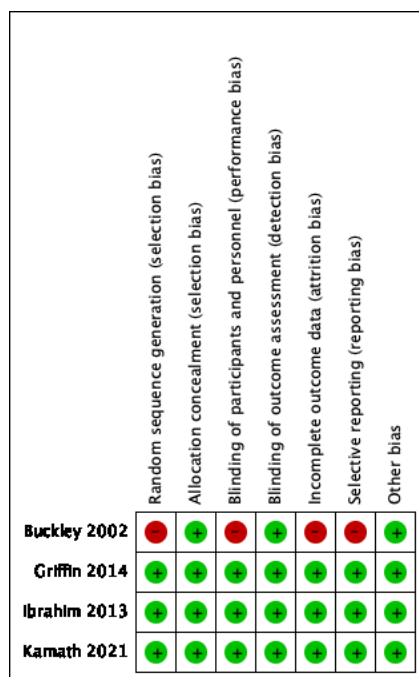 Random sequence generation (selection bias)
Allocation concealment (selection bias)
Blinding of participants and personnel (performance bias)
Blinding of outcome assessment (detection bias)
Incomplete outcome data (attrition bias)
Selective reporting (reporting bias)
Other bias
Buckley 2002 - + - + - - +
Griffin 2014 + + + + + + +
Ibrahim 2013 + + + + + + +
Kamath 2021 + + + + + + +